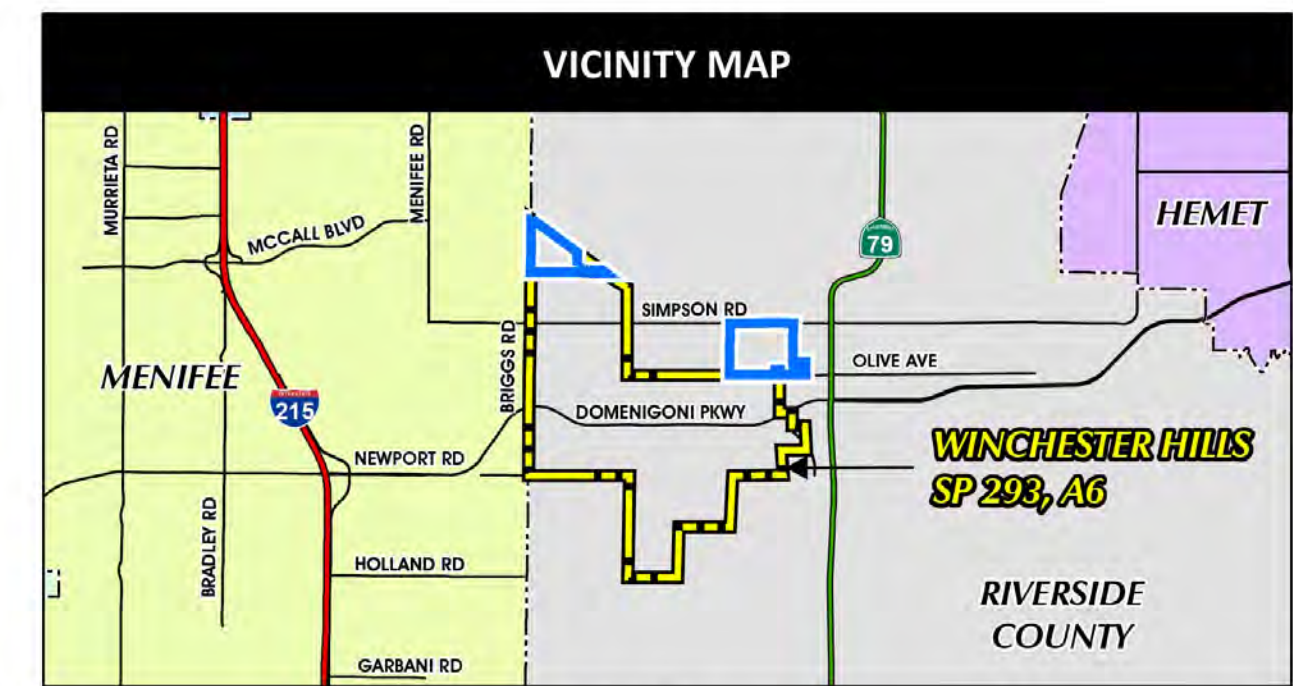 VICINITY MAP
MURRIETA RD
MENIFEE RD
MCCALL BLVD
HEMET
79
SIMPSON RD
BRIGGS RD
OLIVE AVE
MENIFEE
INTERSTATE
215
DOMENIGONI PKWY
NEWPORT RD
WINCHESTER HILLS
SP 293, A6
BRADLEY RD
HOLLAND RD
RIVERSIDE
COUNTY
GARBANI RD